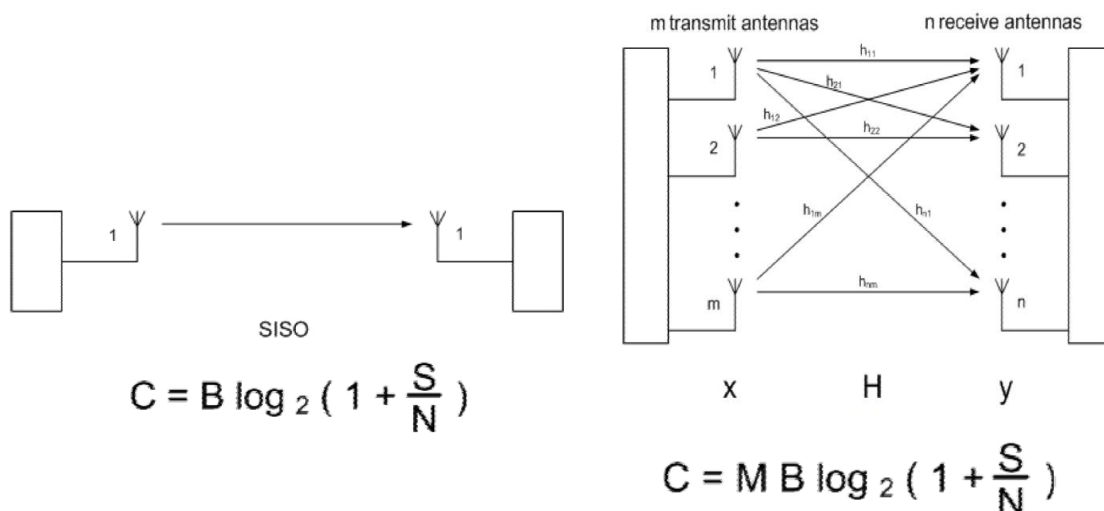 1
1
SISO
C = B log ₂ ( 1 + S/N )
m transmit antennas
n receive antennas
h₁₁
1
1
h₂₁
h₁₂
h₂₂
2
2
h₁ₘ
hₙ₁
hₙₘ
m
n
x
H
y
C = M B log ₂ ( 1 + S/N )